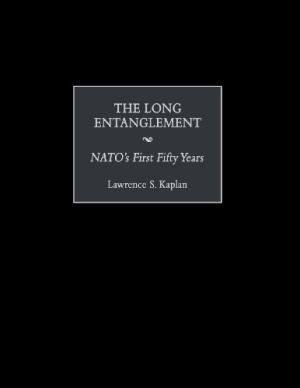 THE LONG
ENTANGLEMENT
NATO's First Fifty Years
Lawrence S. Kaplan